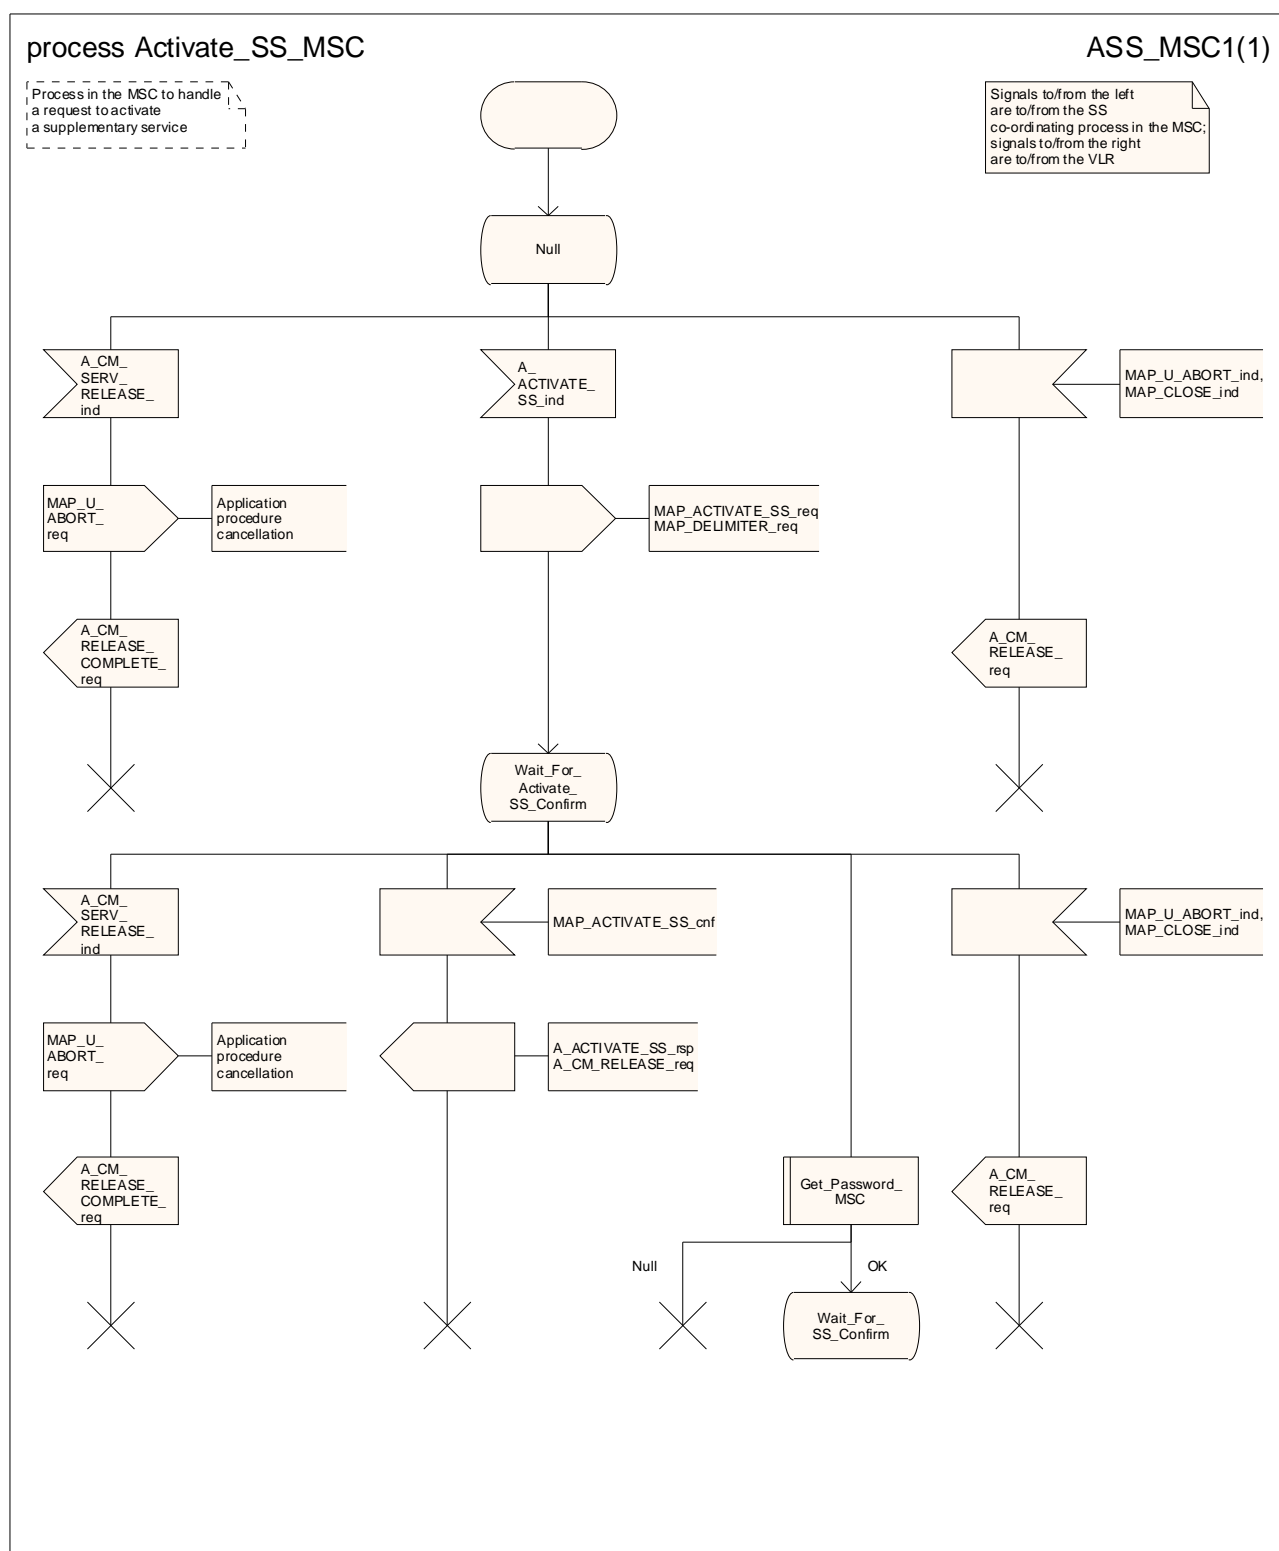 process Activate_SS_MSC
ASS_MSC1(1)
Process in the MSC to handle
a request to activate
a supplementary service
Signals to/from the left
are to/from the SS
co-ordinating process in the MSC;
signals to/from the right
are to/from the VLR
Null
A_CM_
SERV_
RELEASE_
ind
A_
ACTIVATE_
SS_ind
MAP_U_ABORT_ind,
MAP_CLOSE_ind
MAP_U_
ABORT_
req
Application
procedure
cancellation
MAP_ACTIVATE_SS_req
MAP_DELIMITER_req
A_CM_
RELEASE_
COMPLETE_
req
A_CM_
RELEASE_
req
Wait_For_
Activate_
SS_Confirm
A_CM_
SERV_
RELEASE_
ind
MAP_ACTIVATE_SS_cnf
MAP_U_ABORT_ind,
MAP_CLOSE_ind
MAP_U_
ABORT_
req
Application
procedure
cancellation
A_ACTIVATE_SS_rsp
A_CM_RELEASE_req
A_CM_
RELEASE_
COMPLETE_
req
Get_Password_
MSC
A_CM_
RELEASE_
req
Null
OK
Wait_For_
SS_Confirm